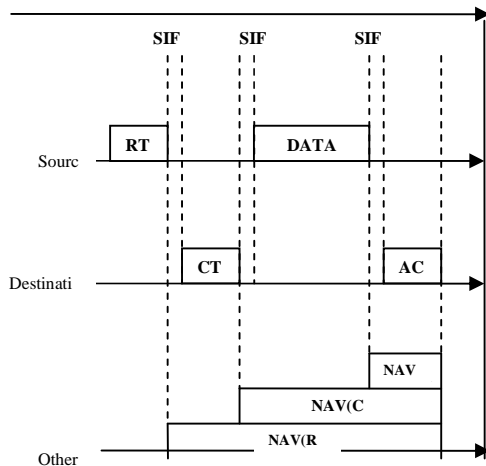 SIF SIF SIF
RT DATA
Sourc
CT AC
Destinati
NAV
NAV(C
NAV(R
Other